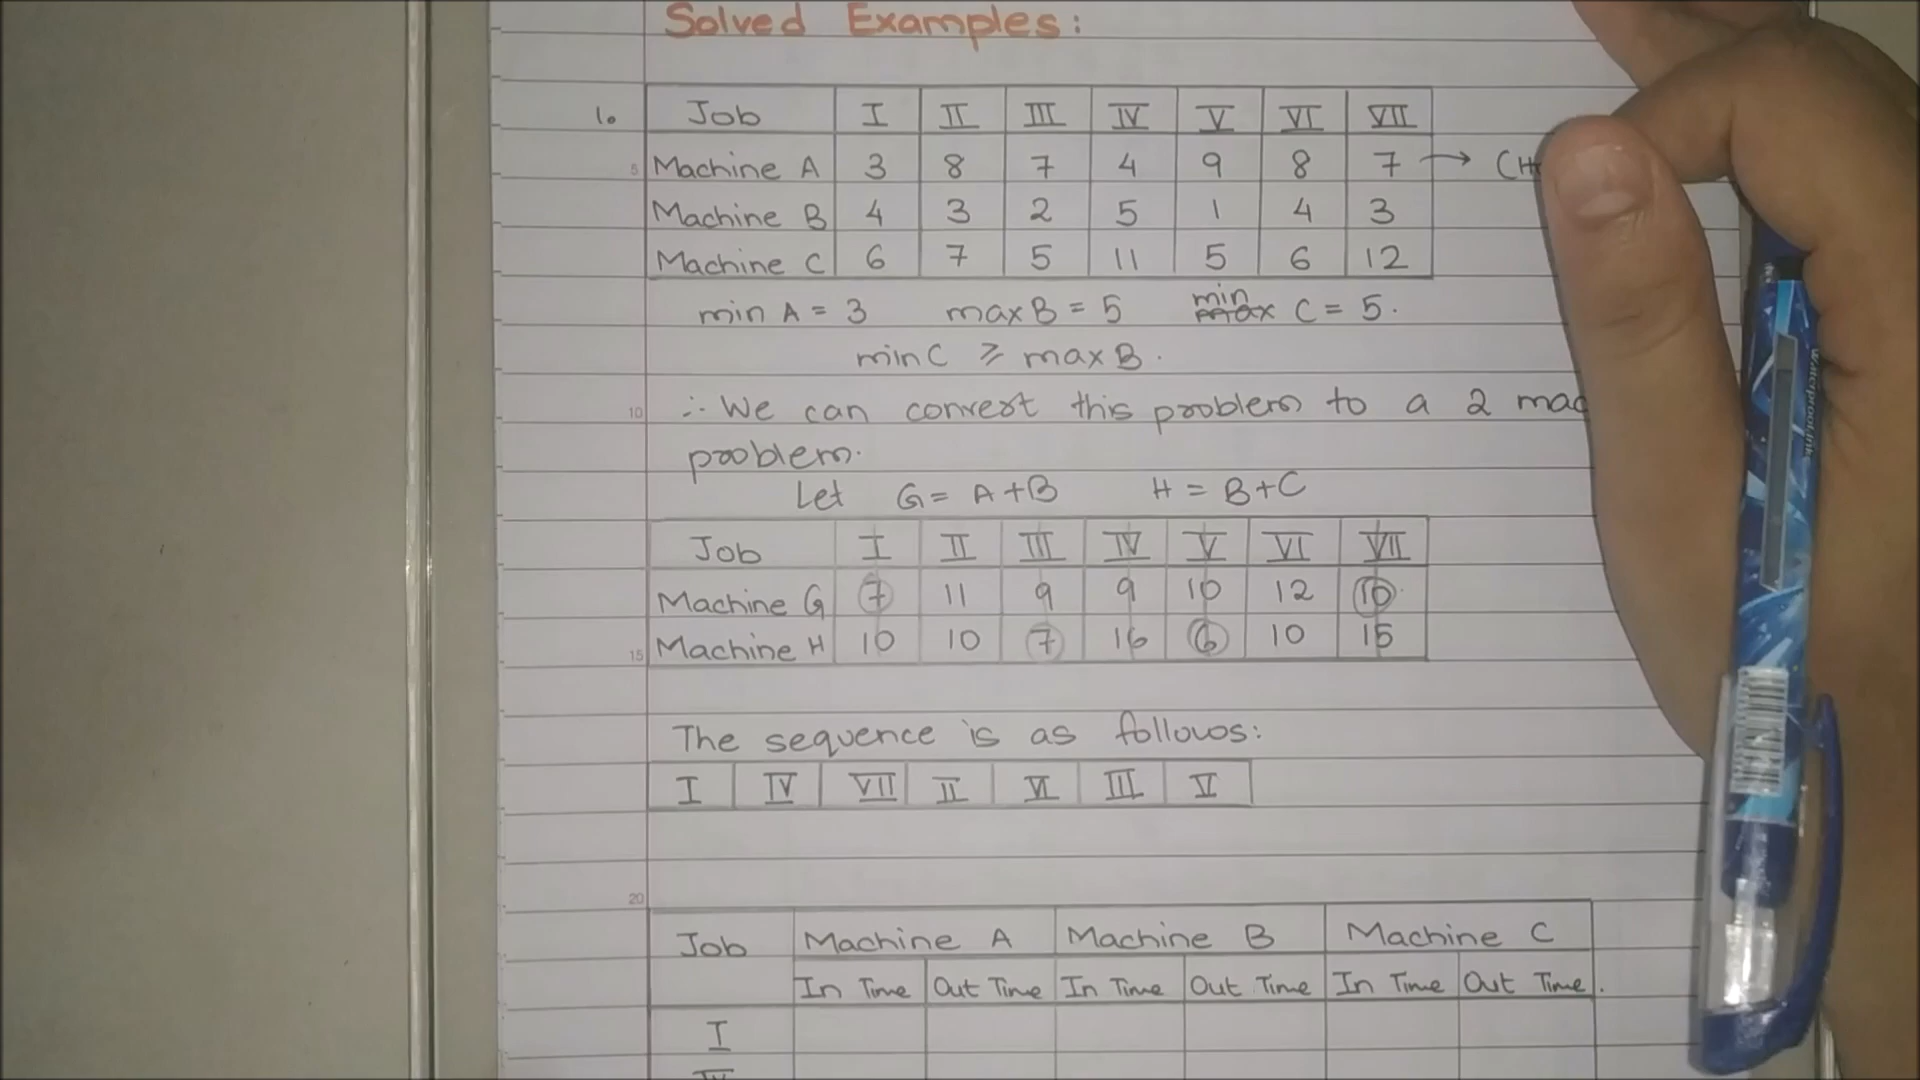 Solved Examples:
1. Job I II III IV V VI VII
5 Machine A 3 8 7 4 9 8 7 → (H
Machine B 4 3 2 5 1 4 3
Machine C 6 7 5 11 5 6 12
min A = 3 max B = 5 min max C = 5.
min C ≥ max B.
10 ∴ We can convert this problem to a 2 mac
problem.
Let G = A+B H = B+C
Job I II III IV V VI VII
Machine G 7 11 9 9 10 12 10
15 Machine H 10 10 7 16 6 10 15
The sequence is as follows:
I IV VII II VI III V
20
Job Machine A Machine B Machine C
In Time Out Time In Time Out Time In Time Out Time.
I